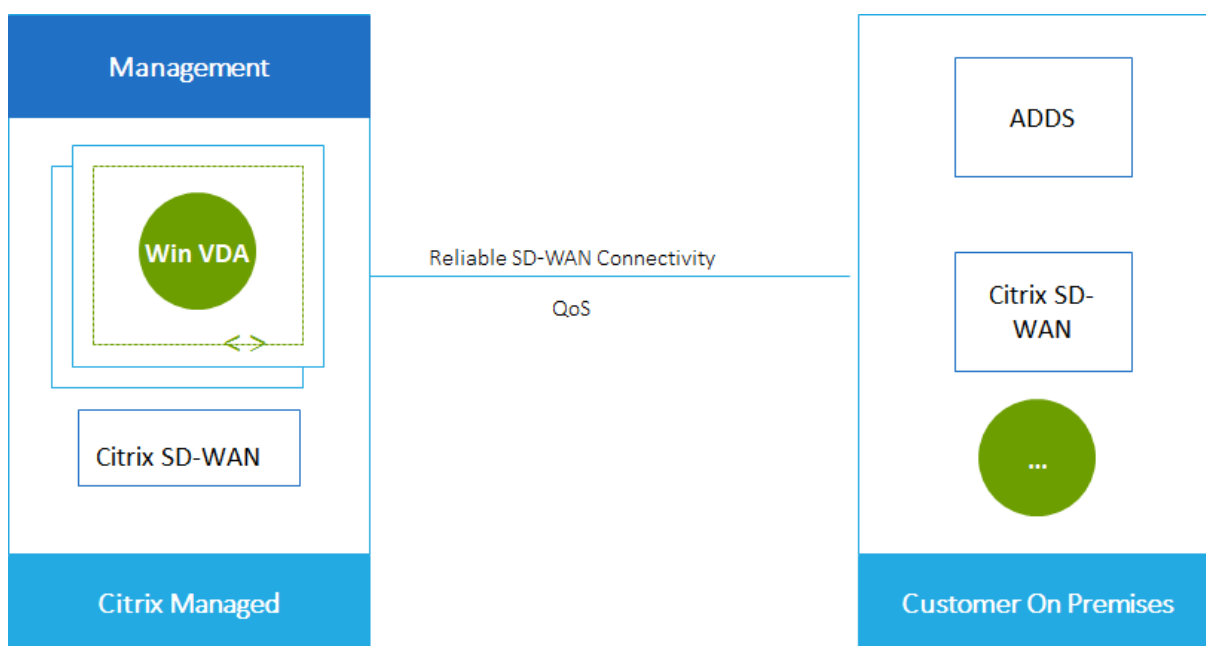 Management
Win VDA
<>
Citrix SD-WAN
Citrix Managed
Reliable SD-WAN Connectivity
QoS
ADDS
Citrix SD-
WAN
...
Customer On Premises